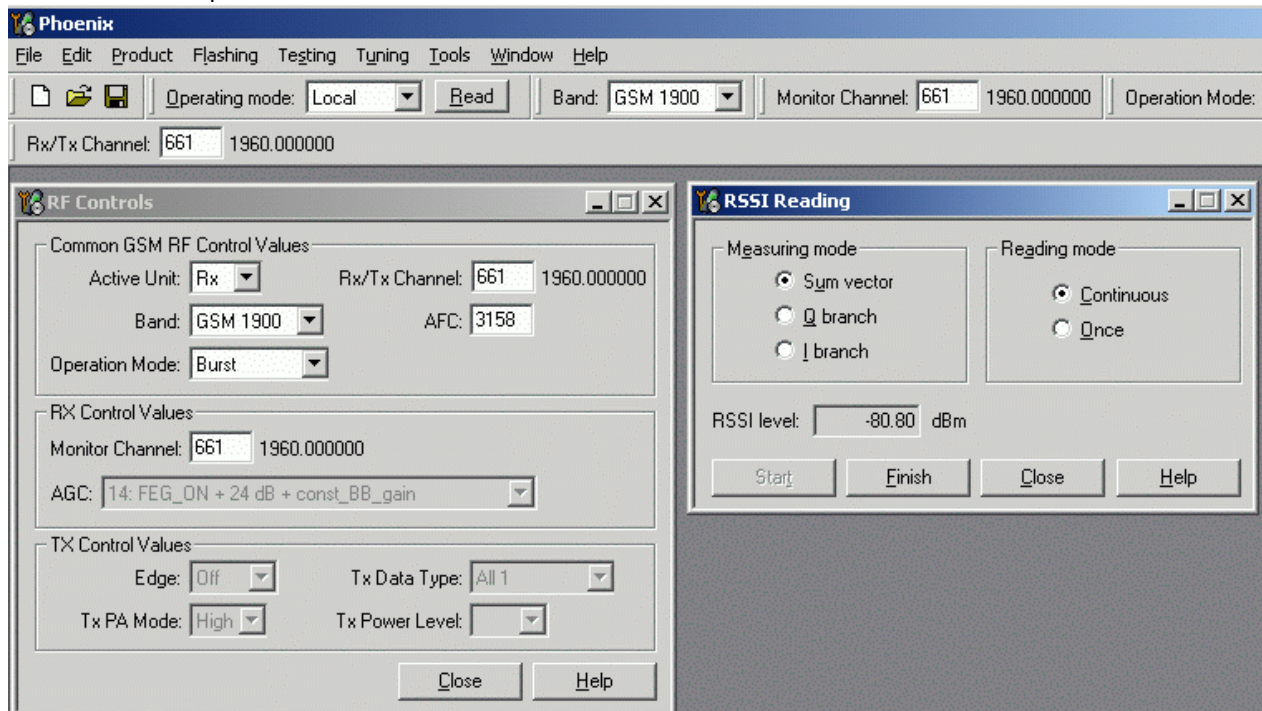 Phoenix
File Edit Product Flashing Testing Tuning Tools Window Help
Operating mode: Local Read Band: GSM 1900 Monitor Channel: 661 1960.000000 Operation Mode:
Rx/Tx Channel: 661 1960.000000
RF Controls
Common GSM RF Control Values
Active Unit: Rx Rx/Tx Channel: 661 1960.000000
Band: GSM 1900 AFC: 3158
Operation Mode: Burst
RX Control Values
Monitor Channel: 661 1960.000000
AGC: 14: FEG_ON + 24 dB + const_BB_gain
TX Control Values
Edge: Off Tx Data Type: All 1
Tx PA Mode: High Tx Power Level:
Close Help
RSSI Reading
Measuring mode
Sum vector
Q branch
I branch
Reading mode
Continuous
Once
RSSI level: -80.80 dBm
Start Finish Close Help